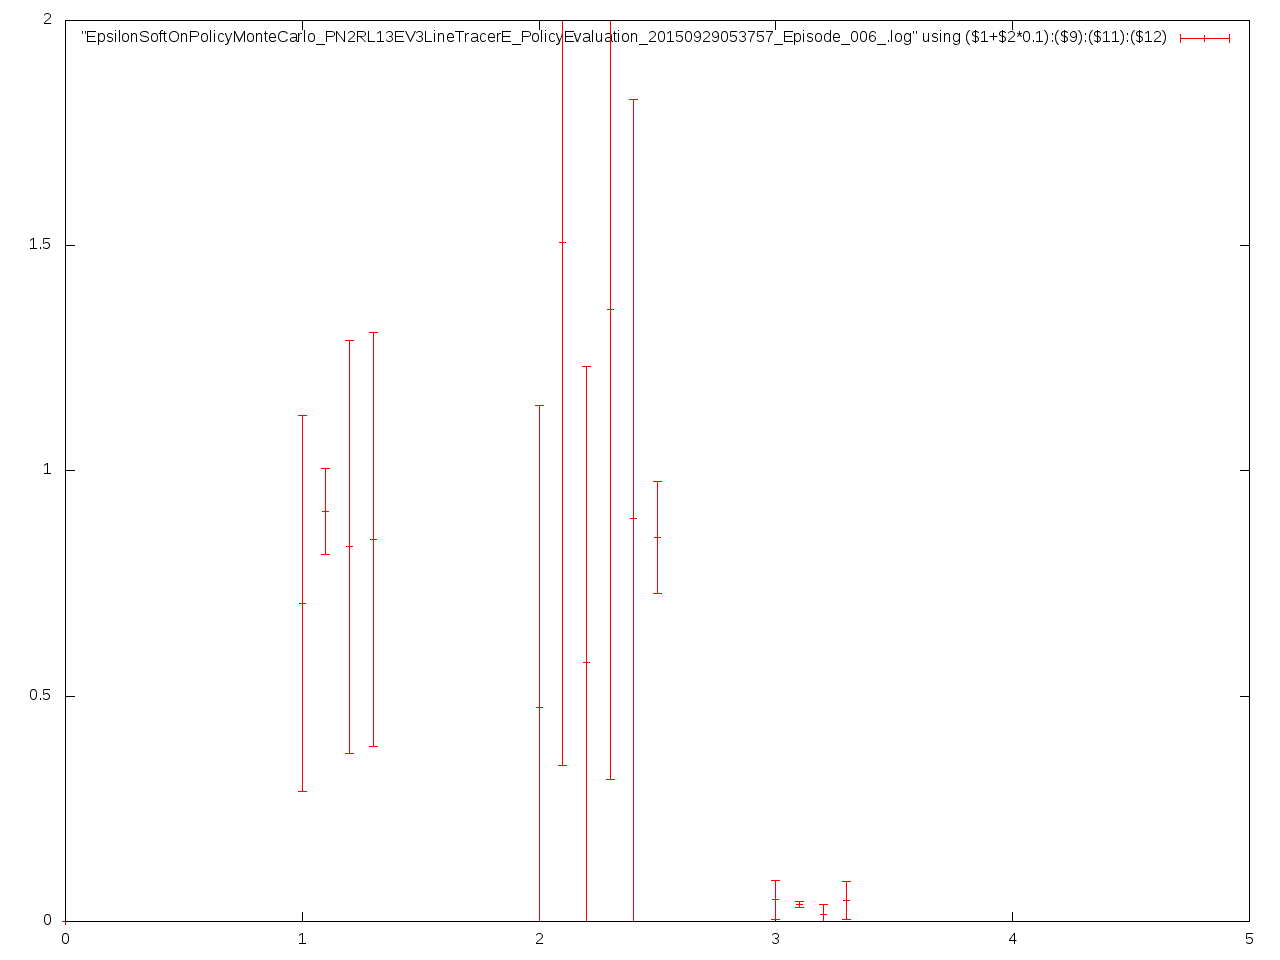 2
"EpsilonSoftOnPolicyMonteCarlo_PN2RL13EV3LineTracerE_PolicyEvaluation_20150929053757_Episode_006_.log" using ($1+$2*0.1):($9):($11):($12)
1.5
1
0.5
0
0 1 2 3 4 5